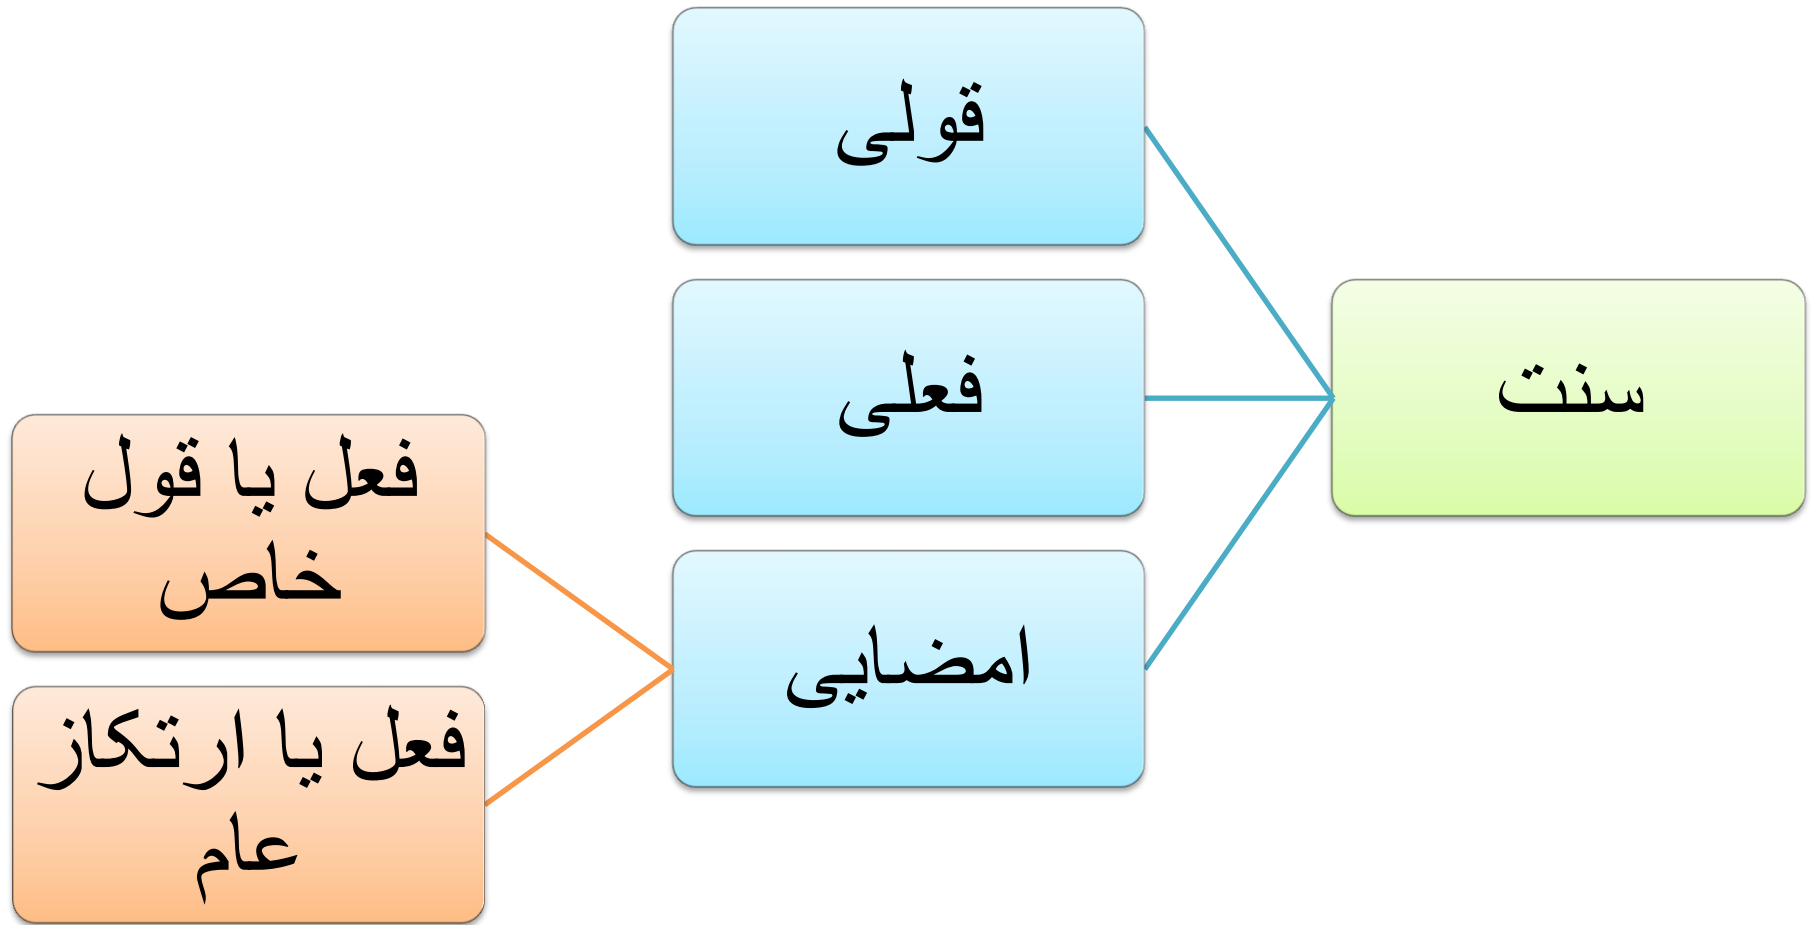 سنت
قولی
فعلی
امضایی
فعل یا قول
خاص
فعل یا ارتکاز
عام